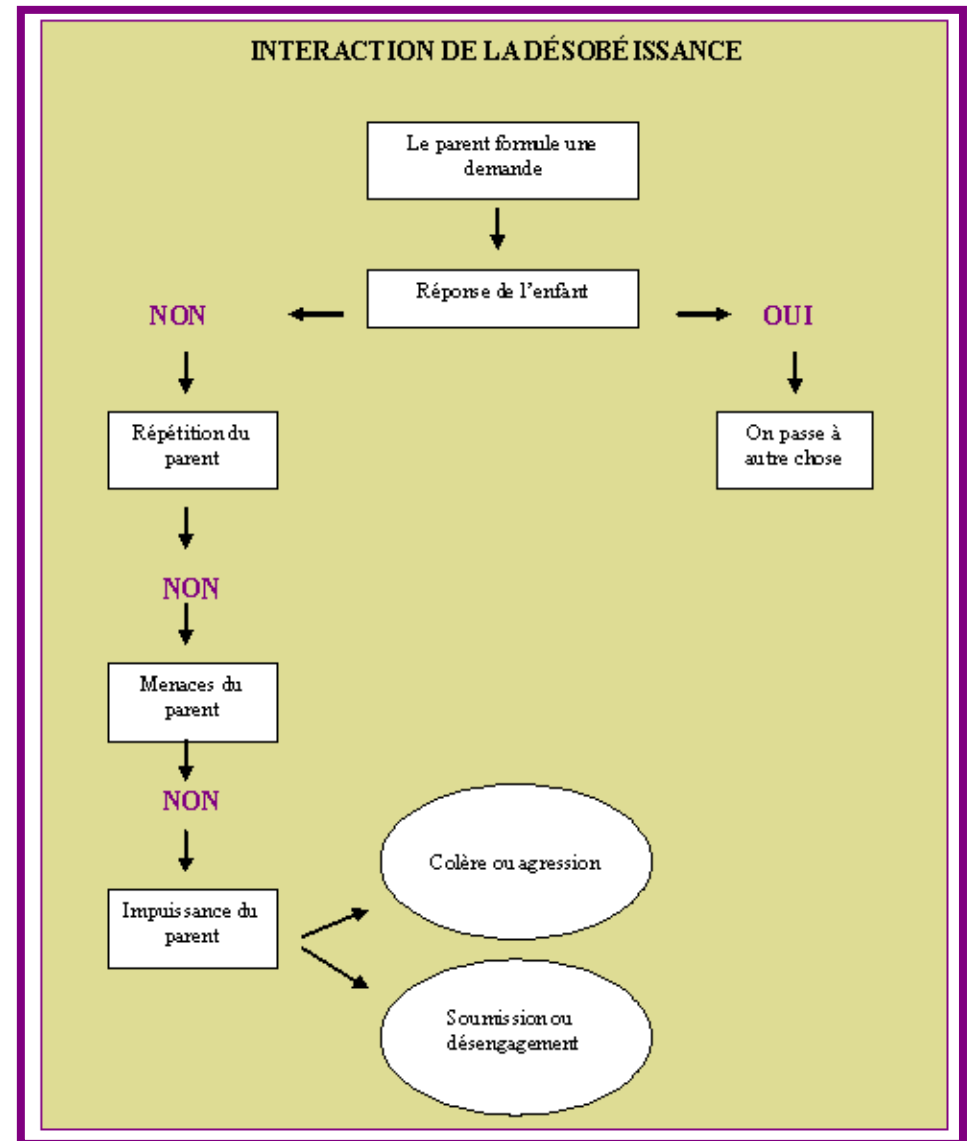 INTERACTION DE LA DÉSOBÉISSANCE
Le parent formule une
demande
Réponse de l'enfant
NON
OUI
Répétition du
parent
On passe à
autre chose
NON
Menaces du
parent
NON
Colère ou agression
Impuissance du
parent
Soumission ou
désengagement